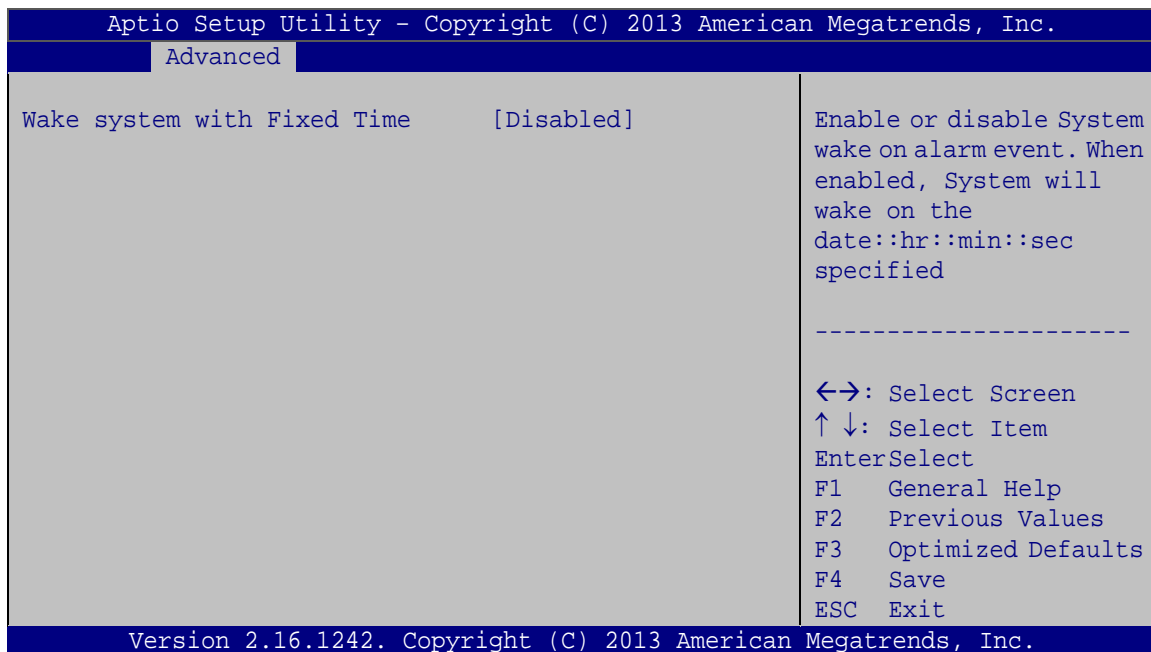 Aptio Setup Utility – Copyright (C) 2013 American Megatrends, Inc.
Advanced
Wake system with Fixed Time [Disabled]
Enable or disable System
wake on alarm event. When
enabled, System will
wake on the
date::hr::min::sec
specified
----------------------
←→: Select Screen
↑ ↓: Select Item
EnterSelect
F1 General Help
F2 Previous Values
F3 Optimized Defaults
F4 Save
ESC Exit
Version 2.16.1242. Copyright (C) 2013 American Megatrends, Inc.